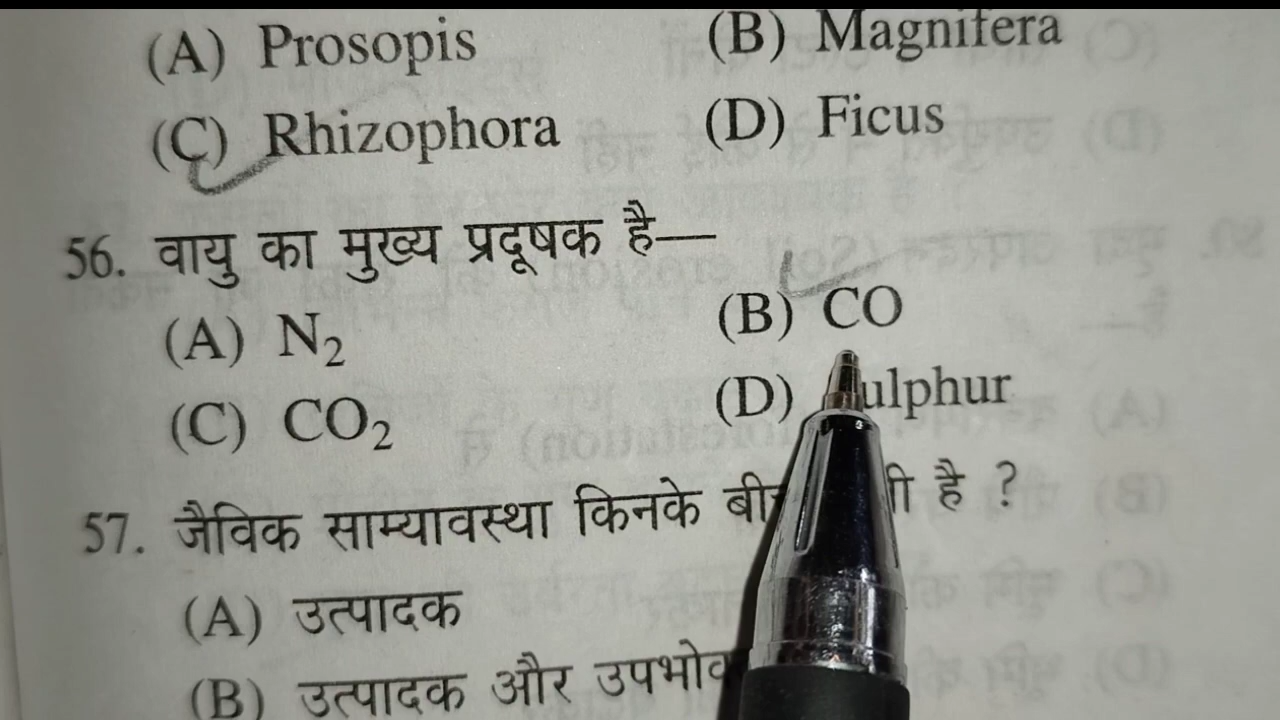 (A) Prosopis (B) Magnifera
(C) Rhizophora (D) Ficus
56. वायु का मुख्य प्रदूषक है—
(A) N₂ (B) CO
(C) CO₂ (D) ulphur
57. जैविक साम्यावस्था किनके है ?
(A) उत्पादक
(B) उत्पादक और